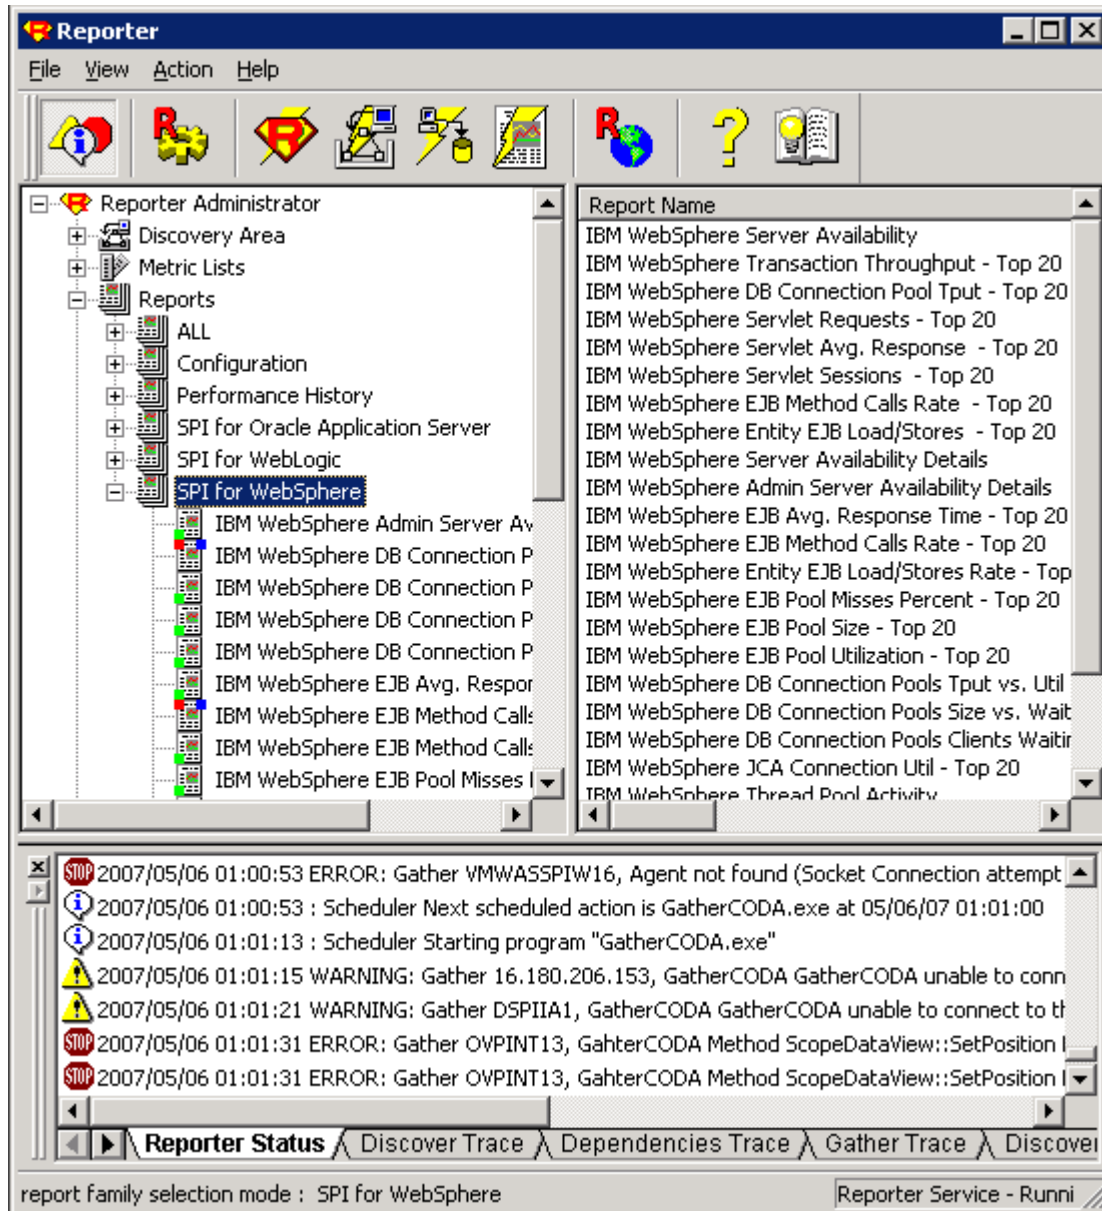 Reporter
File View Action Help
Reporter Administrator
Discovery Area
Metric Lists
Reports
ALL
Configuration
Performance History
SPI for Oracle Application Server
SPI for WebLogic
SPI for WebSphere
IBM WebSphere Admin Server Av
IBM WebSphere DB Connection P
IBM WebSphere DB Connection P
IBM WebSphere DB Connection P
IBM WebSphere DB Connection P
IBM WebSphere EJB Avg. Respor
IBM WebSphere EJB Method Calls
IBM WebSphere EJB Method Calls
IBM WebSphere EJB Pool Misses
Report Name
IBM WebSphere Server Availability
IBM WebSphere Transaction Throughput - Top 20
IBM WebSphere DB Connection Pool Tput - Top 20
IBM WebSphere Servlet Requests - Top 20
IBM WebSphere Servlet Avg. Response - Top 20
IBM WebSphere Servlet Sessions - Top 20
IBM WebSphere EJB Method Calls Rate - Top 20
IBM WebSphere Entity EJB Load/Stores - Top 20
IBM WebSphere Server Availability Details
IBM WebSphere Admin Server Availability Details
IBM WebSphere EJB Avg. Response Time - Top 20
IBM WebSphere EJB Method Calls Rate - Top 20
IBM WebSphere Entity EJB Load/Stores Rate - Top
IBM WebSphere EJB Pool Misses Percent - Top 20
IBM WebSphere EJB Pool Size - Top 20
IBM WebSphere EJB Pool Utilization - Top 20
IBM WebSphere DB Connection Pools Tput vs. Util
IBM WebSphere DB Connection Pools Size vs. Wait
IBM WebSphere DB Connection Pools Clients Waitin
IBM WebSphere JCA Connection Util - Top 20
IBM WebSphere Thread Pool Activity
STOP 2007/05/06 01:00:53 ERROR: Gather VMWASSPIW16, Agent not found (Socket Connection attempt
2007/05/06 01:00:53 : Scheduler Next scheduled action is GatherCODA.exe at 05/06/07 01:01:00
2007/05/06 01:01:13 : Scheduler Starting program "GatherCODA.exe"
2007/05/06 01:01:15 WARNING: Gather 16.180.206.153, GatherCODA GatherCODA unable to conn
2007/05/06 01:01:21 WARNING: Gather DSPIIA1, GatherCODA GatherCODA unable to connect to th
STOP 2007/05/06 01:01:31 ERROR: Gather OVPINT13, GahterCODA Method ScopeDataView::SetPosition
STOP 2007/05/06 01:01:31 ERROR: Gather OVPINT13, GahterCODA Method ScopeDataView::SetPosition
Reporter Status Discover Trace Dependencies Trace Gather Trace Discover
report family selection mode : SPI for WebSphere Reporter Service - Runni